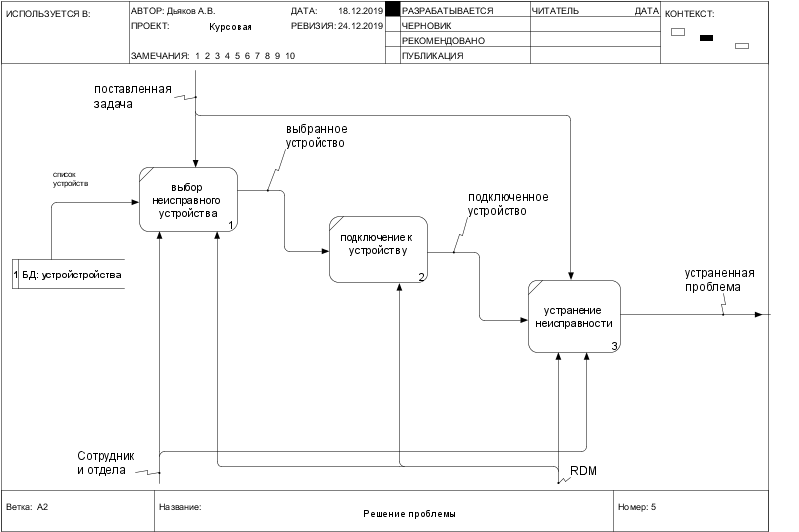 ИСПОЛЬЗУЕТСЯ В:
АВТОР: Дьяков А.В.
ДАТА: 18.12.2019
РАЗРАБАТЫВАЕТСЯ
ЧИТАТЕЛЬ
ДАТА
КОНТЕКСТ:
ПРОЕКТ: Курсовая
РЕВИЗИЯ: 24.12.2019
ЧЕРНОВИК
РЕКОМЕНДОВАНО
ЗАМЕЧАНИЯ: 1 2 3 4 5 6 7 8 9 10
ПУБЛИКАЦИЯ
поставленная
задача
выбранное
устройство
список
устройств
выбор
неисправного
устройства
1
подключенное
устройство
подключение к
устройству
2
1 БД: устройстройства
устраненная
проблема
устранение
неисправности
3
Сотрудник
и отдела
RDM
Ветка: A2
Название:
Решение проблемы
Номер: 5